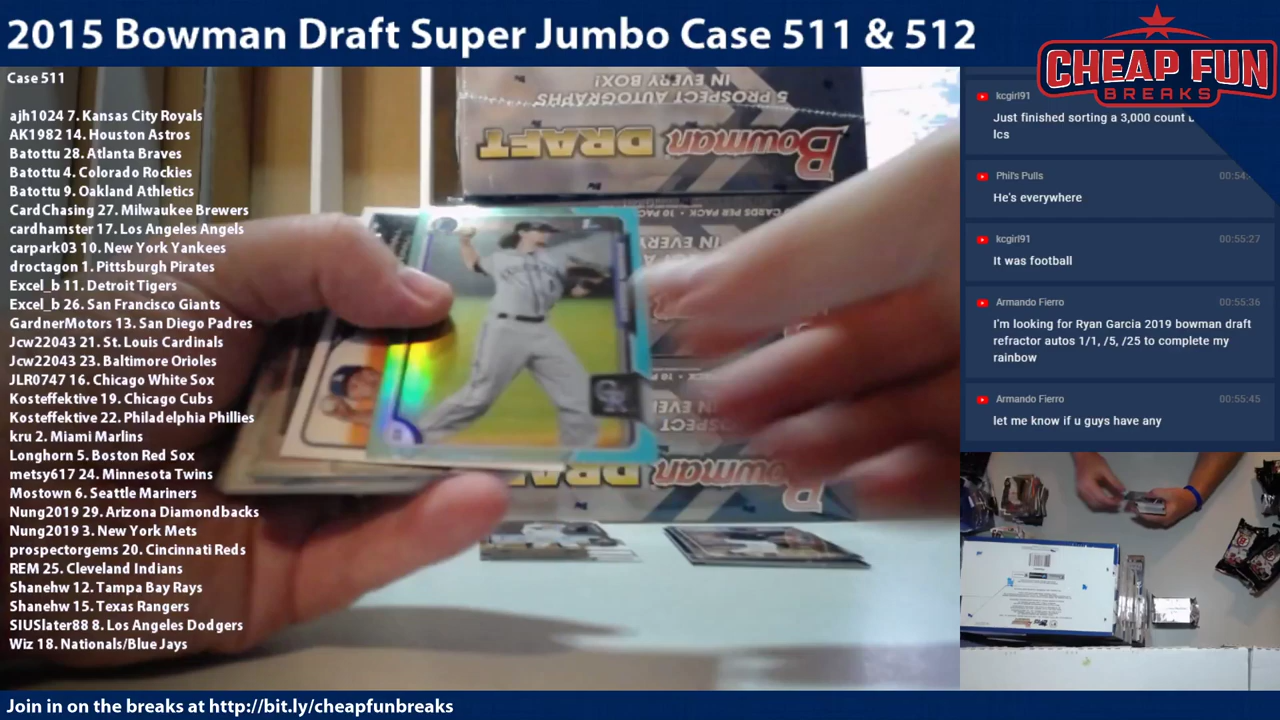 2015 Bowman Draft Super Jumbo Case 511 & 512
CHEAP FUN
BREAKS
Case 511
ajh1024 7. Kansas City Royals
AK1982 14. Houston Astros
Batottu 28. Atlanta Braves
Batottu 4. Colorado Rockies
Batottu 9. Oakland Athletics
CardChasing 27. Milwaukee Brewers
cardhamster 17. Los Angeles Angels
carpark03 10. New York Yankees
droctagon 1. Pittsburgh Pirates
Excel_b 11. Detroit Tigers
Excel_b 26. San Francisco Giants
GardnerMotors 13. San Diego Padres
Jcw22043 21. St. Louis Cardinals
Jcw22043 23. Baltimore Orioles
JLR0747 16. Chicago White Sox
Kosteffektive 19. Chicago Cubs
Kosteffektive 22. Philadelphia Phillies
kru 2. Miami Marlins
Longhorn 5. Boston Red Sox
metsy617 24. Minnesota Twins
Mostown 6. Seattle Mariners
Nung2019 29. Arizona Diamondbacks
Nung2019 3. New York Mets
prospectorgems 20. Cincinnati Reds
REM 25. Cleveland Indians
Shanehw 12. Tampa Bay Rays
Shanehw 15. Texas Rangers
SIUSlater88 8. Los Angeles Dodgers
Wiz 18. Nationals/Blue Jays
5 PROSPECT AUTOGRAPHS
IN EVERY BOX!
Bowman DRAFT
CARDS PER PACK • 10 PAC
IN EVER
Bowman
CR
kcgirl91
Just finished sorting a 3,000 count
lcs
Phil's Pulls 00:54:
He's everywhere
kcgirl91 00:55:27
It was football
Armando Fierro 00:55:36
I'm looking for Ryan Garcia 2019 bowman draft
refractor autos 1/1, /5, /25 to complete my
rainbow
Armando Fierro 00:55:45
let me know if u guys have any
Join in on the breaks at http://bit.ly/cheapfunbreaks